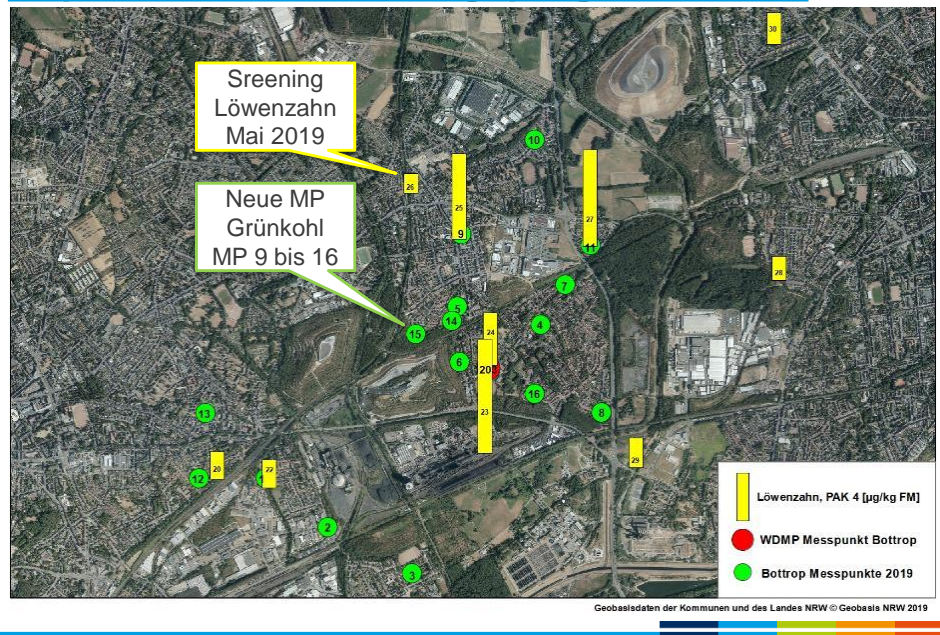 Sreening
Löwenzahn
Mai 2019
Neue MP
Grünkohl
MP 9 bis 16
30
10
26
25
9
27
11
28
7
5
14
15
24
4
6
20
23
16
8
13
29
12
20
22
2
3
Löwenzahn, PAK 4 [µg/kg FM]
WDMP Messpunkt Bottrop
Bottrop Messpunkte 2019
Geobasisdaten der Kommunen und des Landes NRW © Geobasis NRW 2019